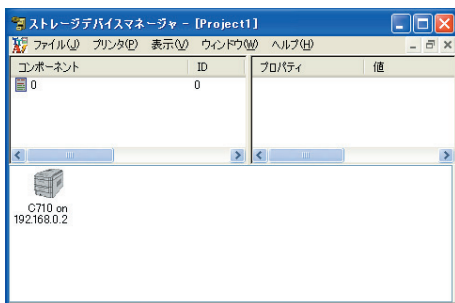 ストレージデバイスマネージャ - [Project1]
ファイル(J) プリンタ(P) 表示(V) ウィンドウ(W) ヘルプ(H)
コンポーネント ID プロパティ 値
0 0
C710 on
192.168.0.2